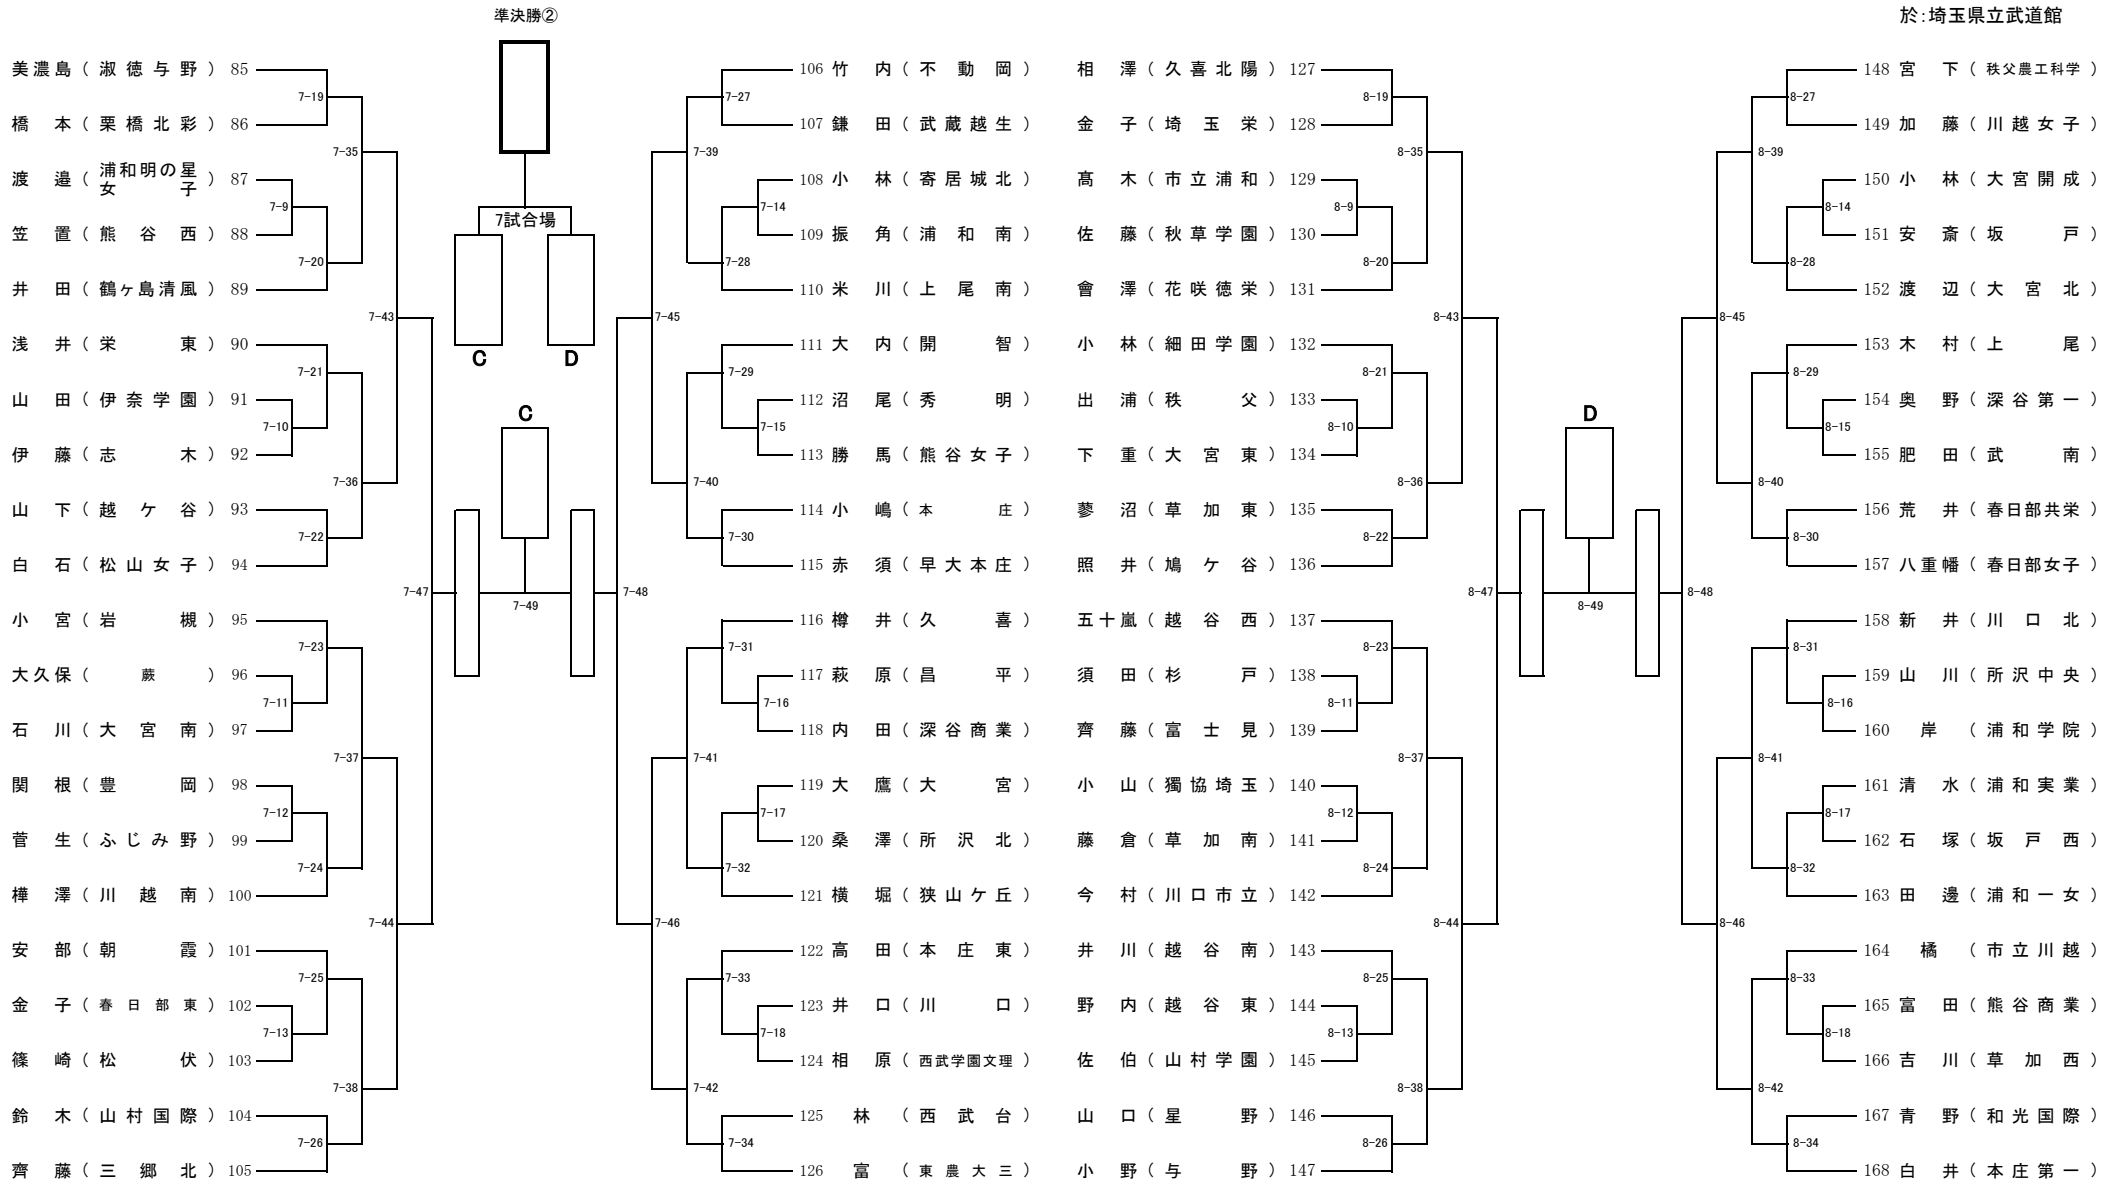 準決勝②
於：埼玉県立武道館
美濃島（淑徳与野）85
7-19
橋本（栗橋北彩）86
7-35
渡邉（浦和明の星女子）87
7-9
笠置（熊谷西）88
7-20
井田（鶴ヶ島清風）89
7-43
浅井（栄東）90
7-21
山田（伊奈学園）91
7-10
伊藤（志木）92
7-36
山下（越ケ谷）93
7-22
白石（松山女子）94
7-47
小宮（岩槻）95
7-23
大久保（蕨）96
7-11
石川（大宮南）97
7-37
関根（豊岡）98
7-12
菅生（ふじみ野）99
7-24
樺澤（川越南）100
7-44
安部（朝霞）101
7-25
金子（春日部東）102
7-13
篠崎（松伏）103
7-38
鈴木（山村国際）104
7-26
齊藤（三郷北）105
7試合場
C
D
C
7-49
106 竹内（不動岡）
7-27
107 鎌田（武蔵越生）
7-39
108 小林（寄居城北）
7-14
109 振角（浦和南）
7-28
110 米川（上尾南）
7-45
111 大内（開智）
7-29
112 沼尾（秀明）
7-15
113 勝馬（熊谷女子）
7-40
114 小嶋（本庄）
7-30
115 赤須（早大本庄）
7-48
116 樽井（久喜）
7-31
117 萩原（昌平）
7-16
118 内田（深谷商業）
7-41
119 大鷹（大宮）
7-17
120 桑澤（所沢北）
7-32
121 横堀（狭山ケ丘）
7-46
122 高田（本庄東）
7-33
123 井口（川口）
7-18
124 相原（西武学園文理）
7-42
125 林（西武台）
7-34
126 富（東農大三）
相澤（久喜北陽）127
8-19
金子（埼玉栄）128
8-35
髙木（市立浦和）129
8-9
佐藤（秋草学園）130
8-20
會澤（花咲徳栄）131
8-43
小林（細田学園）132
8-21
出浦（秩父）133
8-10
下重（大宮東）134
8-36
蓼沼（草加東）135
8-22
照井（鳩ケ谷）136
8-47
五十嵐（越谷西）137
8-23
須田（杉戸）138
8-11
齊藤（富士見）139
8-37
小山（獨協埼玉）140
8-12
藤倉（草加南）141
8-24
今村（川口市立）142
8-44
井川（越谷南）143
8-25
野内（越谷東）144
8-13
佐伯（山村学園）145
8-38
山口（星野）146
8-26
小野（与野）147
D
8-49
148 宮下（秩父農工科学）
8-27
149 加藤（川越女子）
8-39
150 小林（大宮開成）
8-14
151 安斎（坂戸）
8-28
152 渡辺（大宮北）
8-45
153 木村（上尾）
8-29
154 奥野（深谷第一）
8-15
155 肥田（武南）
8-40
156 荒井（春日部共栄）
8-30
157 八重幡（春日部女子）
8-48
158 新井（川口北）
8-31
159 山川（所沢中央）
8-16
160 岸（浦和学院）
8-41
161 清水（浦和実業）
8-17
162 石塚（坂戸西）
8-32
163 田邊（浦和一女）
8-46
164 橘（市立川越）
8-33
165 富田（熊谷商業）
8-18
166 吉川（草加西）
8-42
167 青野（和光国際）
8-34
168 白井（本庄第一）